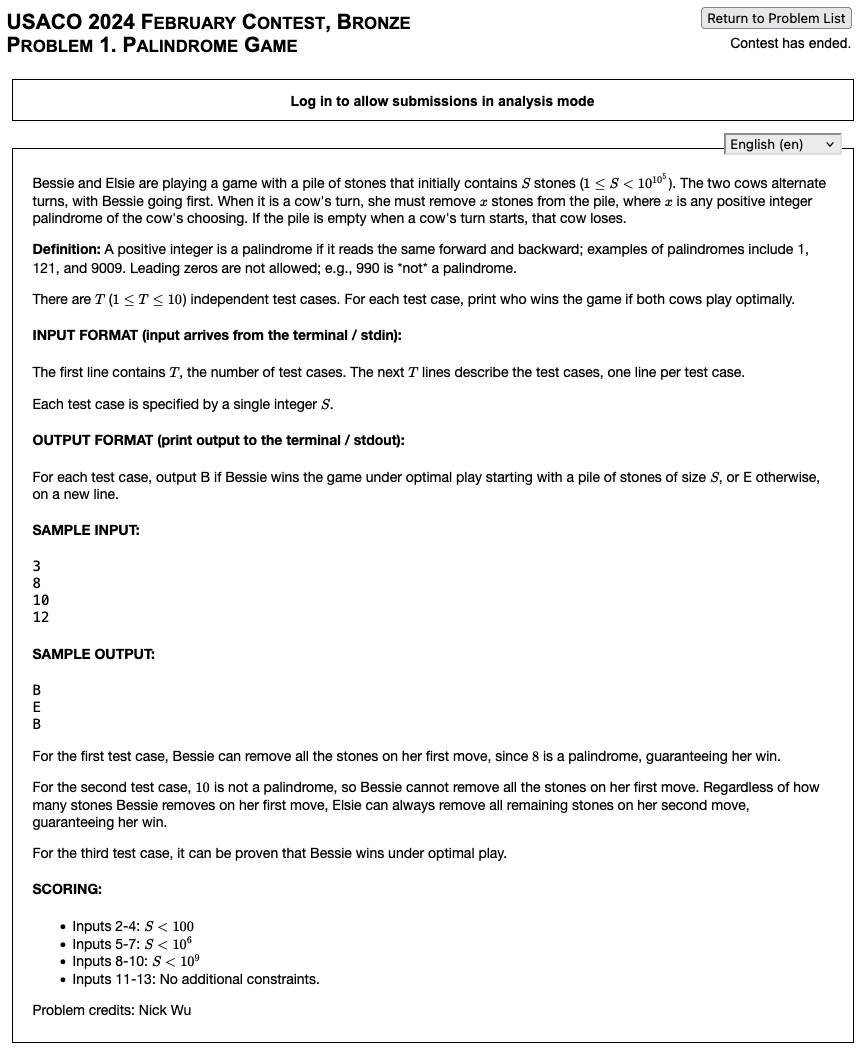 USACO 2024 February Contest, Bronze
Problem 1. Palindrome Game
Return to Problem List
Contest has ended.
Log in to allow submissions in analysis mode
English (en)
Bessie and Elsie are playing a game with a pile of stones that initially contains S stones (1 ≤ S < 10^{10^5}). The two cows alternate
turns, with Bessie going first. When it is a cow's turn, she must remove x stones from the pile, where x is any positive integer
palindrome of the cow's choosing. If the pile is empty when a cow's turn starts, that cow loses.
Definition: A positive integer is a palindrome if it reads the same forward and backward; examples of palindromes include 1,
121, and 9009. Leading zeros are not allowed; e.g., 990 is *not* a palindrome.
There are T (1 ≤ T ≤ 10) independent test cases. For each test case, print who wins the game if both cows play optimally.
INPUT FORMAT (input arrives from the terminal / stdin):
The first line contains T, the number of test cases. The next T lines describe the test cases, one line per test case.
Each test case is specified by a single integer S.
OUTPUT FORMAT (print output to the terminal / stdout):
For each test case, output B if Bessie wins the game under optimal play starting with a pile of stones of size S, or E otherwise,
on a new line.
SAMPLE INPUT:
3
8
10
12
SAMPLE OUTPUT:
B
E
B
For the first test case, Bessie can remove all the stones on her first move, since 8 is a palindrome, guaranteeing her win.
For the second test case, 10 is not a palindrome, so Bessie cannot remove all the stones on her first move. Regardless of how
many stones Bessie removes on her first move, Elsie can always remove all remaining stones on her second move,
guaranteeing her win.
For the third test case, it can be proven that Bessie wins under optimal play.
SCORING:
• Inputs 2-4: S < 100
• Inputs 5-7: S < 10^6
• Inputs 8-10: S < 10^9
• Inputs 11-13: No additional constraints.
Problem credits: Nick Wu